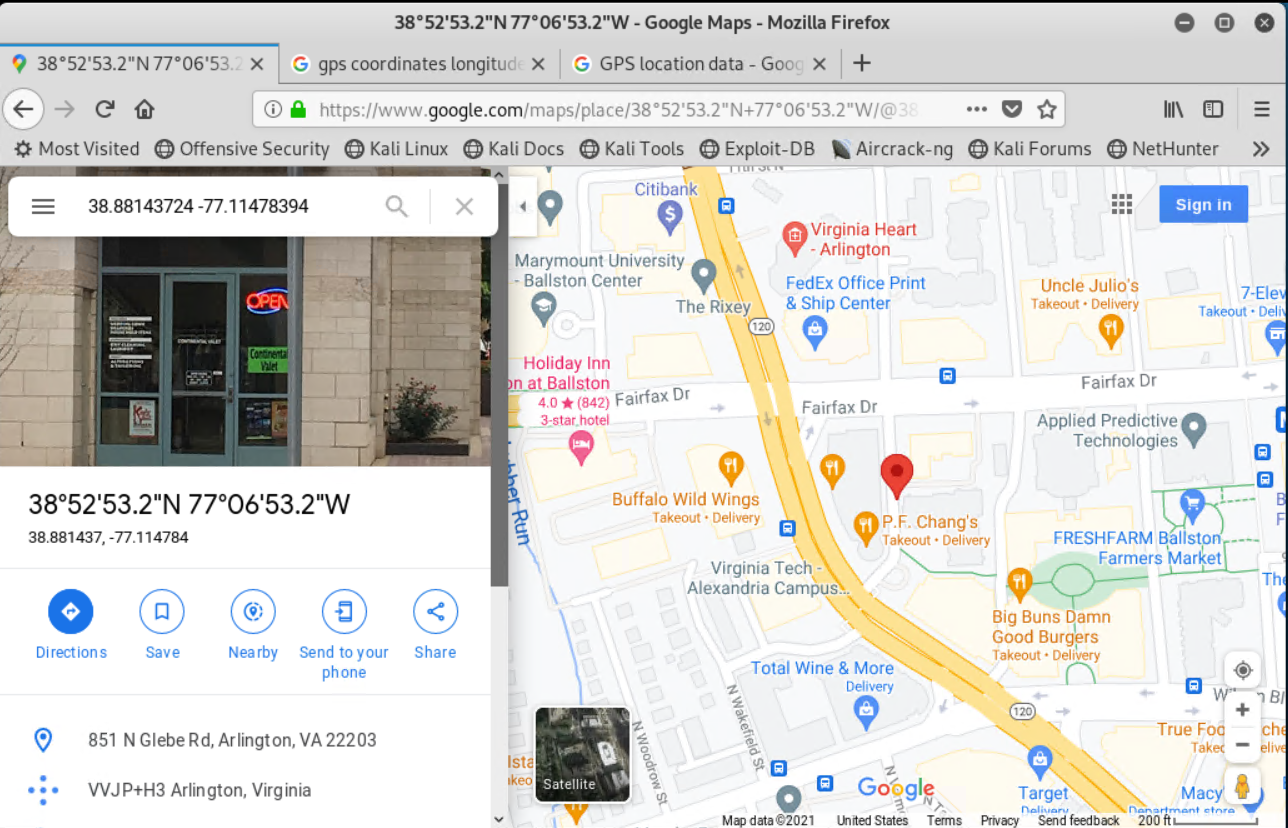 38°52'53.2"N 77°06'53.2"W - Google Maps - Mozilla Firefox
38°52'53.2"N 77°06'53.2
gps coordinates longitude
GPS location data - Goog
https://www.google.com/maps/place/38°52'53.2"N+77°06'53.2"W/@38
Most Visited
Offensive Security
Kali Linux
Kali Docs
Kali Tools
Exploit-DB
Aircrack-ng
Kali Forums
NetHunter
38.88143724 -77.11478394
OPEN
CONTINENTAL VALET
Continental
Valet
38°52'53.2"N 77°06'53.2"W
38.881437, -77.114784
Directions
Save
Nearby
Send to your
phone
Share
851 N Glebe Rd, Arlington, VA 22203
VVJP+H3 Arlington, Virginia
Sign in
Citibank
Virginia Heart
- Arlington
Marymount University
- Ballston Center
The Rixey
FedEx Office Print
& Ship Center
Uncle Julio's
Takeout • Delivery
7-Elev
Takeout • Deliv
120
Holiday Inn
on at Ballston
4.0 ★ (842)
3-star hotel
Fairfax Dr
Fairfax Dr
Fairfax Dr
Applied Predictive
Technologies
Buffalo Wild Wings
Takeout • Delivery
P.F. Chang's
Takeout • Delivery
FRESHFARM Ballston
Farmers Market
Virginia Tech -
Alexandria Campus...
Big Buns Damn
Good Burgers
Takeout • Delivery
Total Wine & More
Delivery
N Wakefield St
N Woodrow St
120
Target
Delivery
Macy
Department store
Satellite
Google
Map data ©2021
United States
Terms
Privacy
Send feedback
200 ft